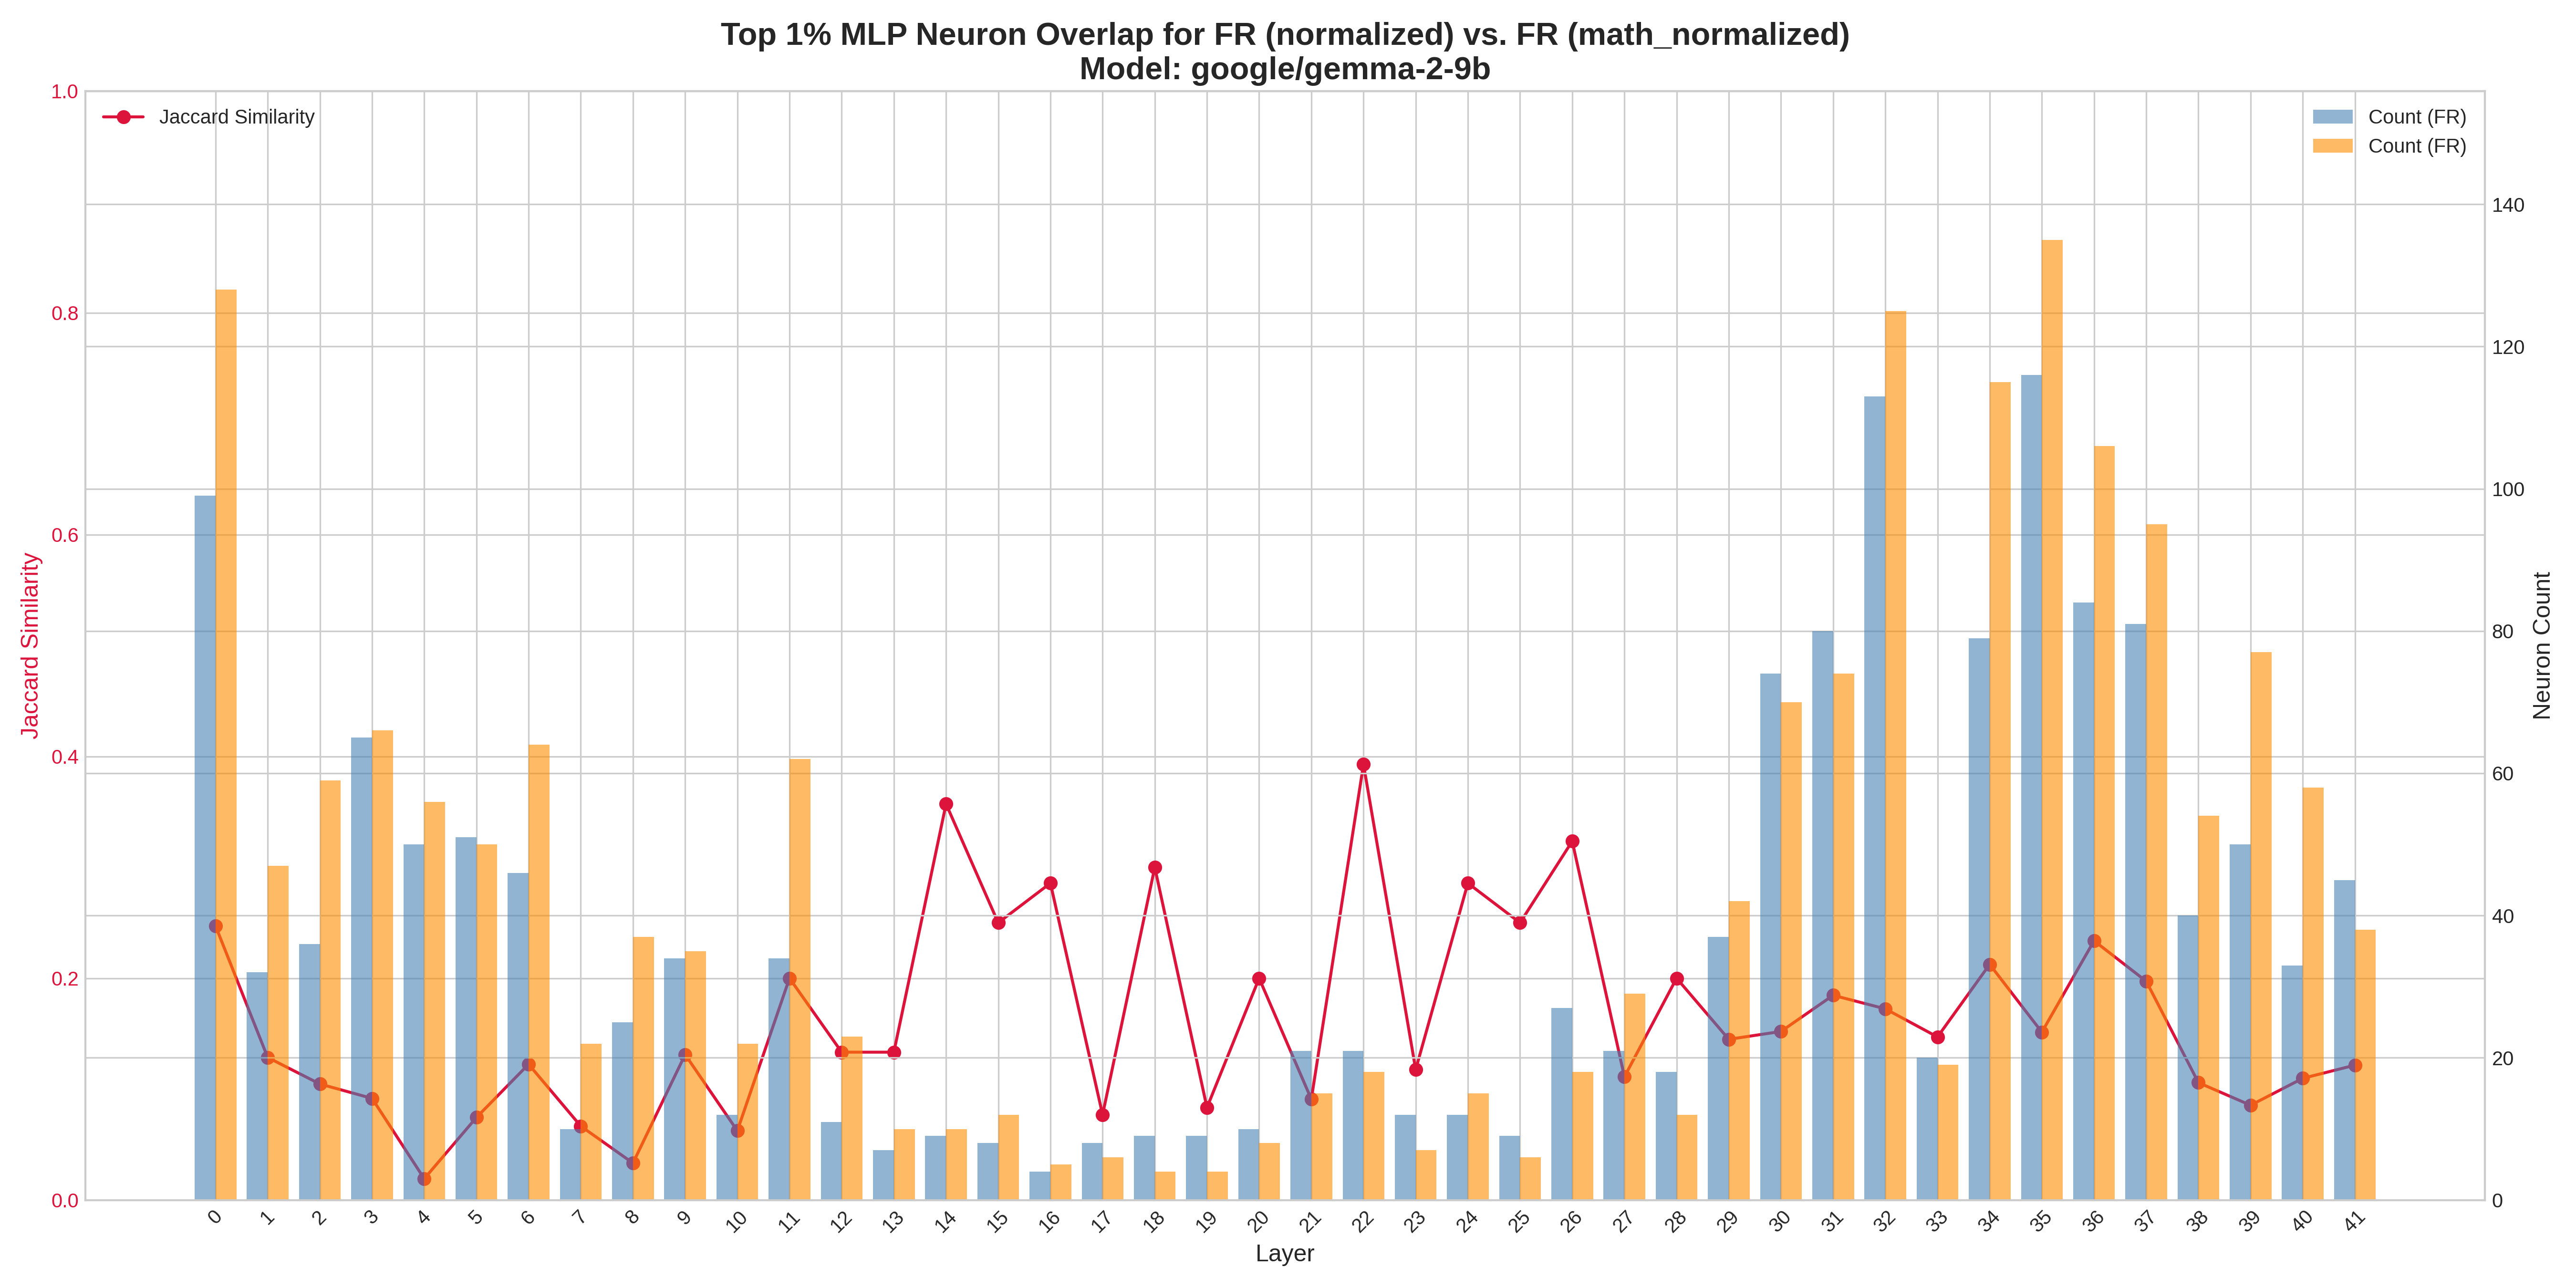 Top 1% MLP Neuron Overlap for FR (normalized) vs. FR (math_normalized)
Model: google/gemma-2-9b
Jaccard Similarity
Count (FR)
Count (FR)
Jaccard Similarity
1.0
0.8
0.6
0.4
0.2
0.0
140
120
100
80
60
40
20
0
Neuron Count
0 1 2 3 4 5 6 7 8 9 10 11 12 13 14 15 16 17 18 19 20 21 22 23 24 25 26 27 28 29 30 31 32 33 34 35 36 37 38 39 40 41
Layer